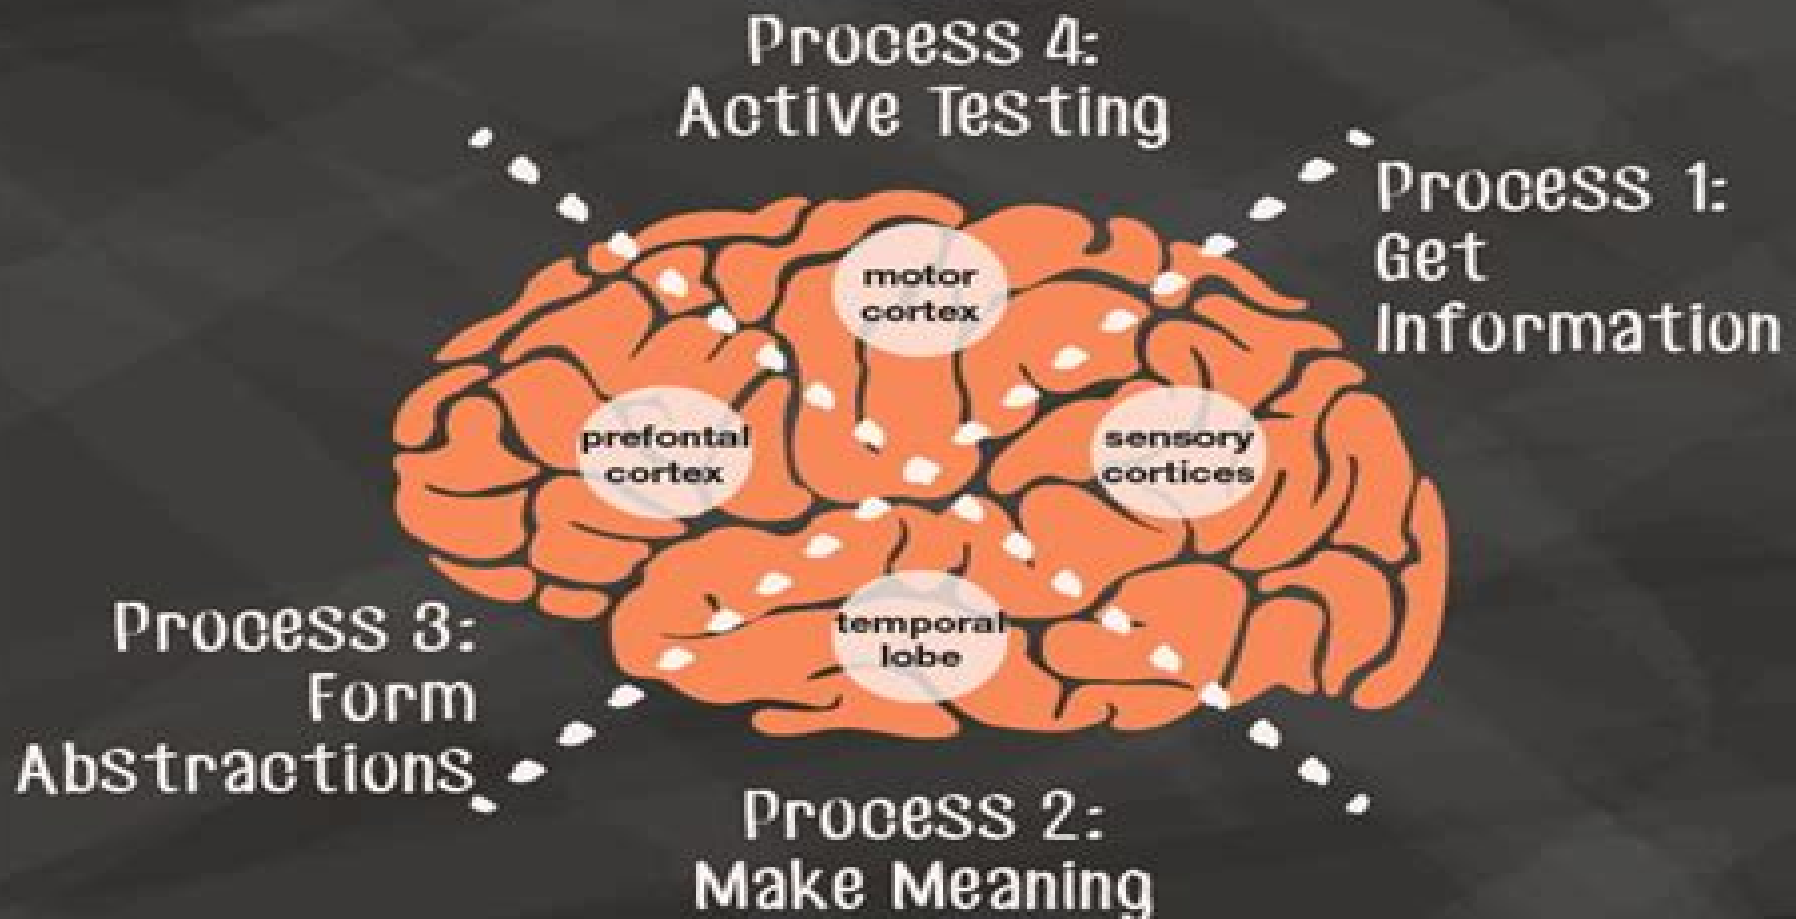 Process 4:
Active Testing
Process 1:
Get
Information
motor
cortex
prefontal
cortex
sensory
cortices
temporal
lobe
Process 3:
Form
Abstractions
Process 2:
Make Meaning